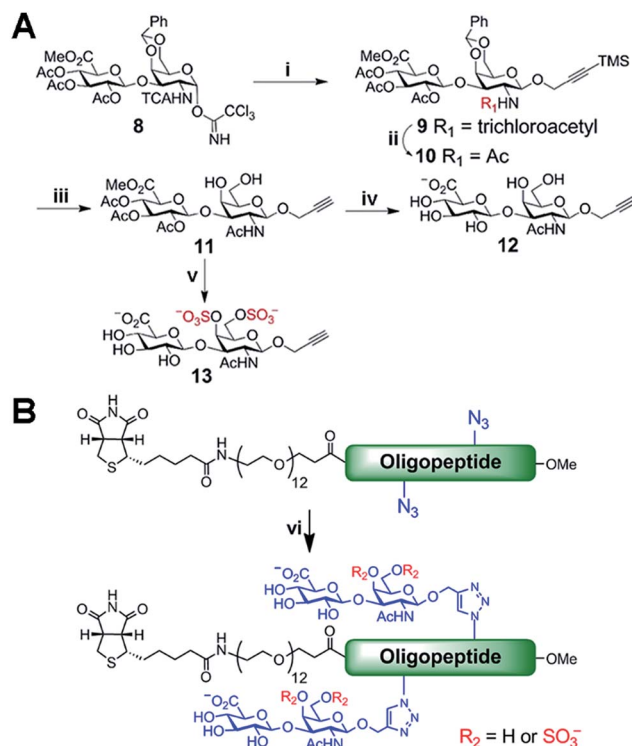 A
Ph
O O
MeO₂C
AcO O
AcO O
AcO
TCAHN
O CCl₃
NH
8
i
Ph
O O
MeO₂C
TMS
AcO O O
AcO O
AcO
R₁HN
9 R₁ = trichloroacetyl
ii
10 R₁ = Ac
iii
MeO₂C HO OH
AcO O O
AcO O
AcO
AcHN
11
iv
⁻O₂C HO OH
HO O O
HO O
HO
AcHN
12
v
⁻O₃SO OSO₃⁻
⁻O₂C
HO O O
HO O
HO
AcHN
13
B
H
O N O
H H
S
O
H
N
O
12
O
N₃
Oligopeptide
OMe
N₃
vi
R₂O OR₂
⁻O₂C
HO O O
HO O
HO
AcHN
N
N
N
H
O N O
H H
S
O
H
N
O
12
O
Oligopeptide
OMe
R₂O OR₂
⁻O₂C
HO O O
HO O
HO
AcHN
N
N
N
R₂ = H or SO₃⁻